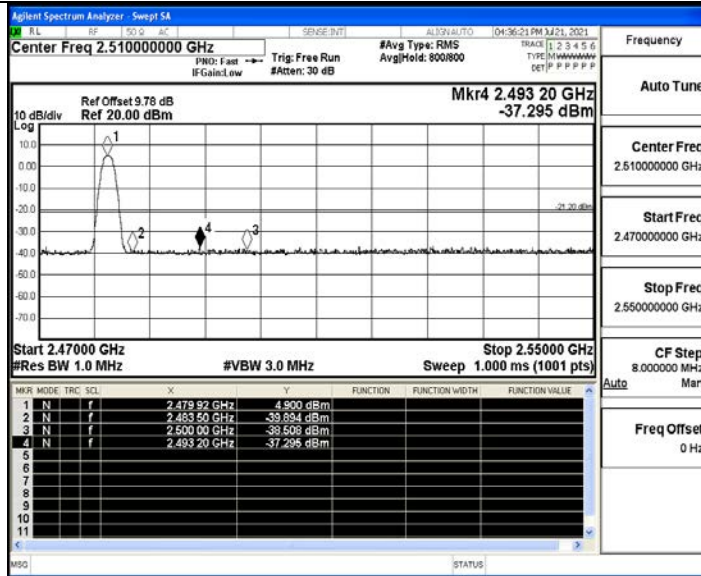 Agilent Spectrum Analyzer - Swept SA
RL RF 50 Ω AC SENSE:INT ALIGNAUTO 04:36:21 PM Jul 21, 2021
Center Freq 2.510000000 GHz
PNO: Fast
IFGain:Low
Trig: Free Run
#Atten: 30 dB
#Avg Type: RMS
Avg|Hold: 800/800
TRACE 1 2 3 4 5 6
TYPE MWWWWW
DET P P P P P P
Ref Offset 9.78 dB
Ref 20.00 dBm
10 dB/div
Log
Mkr4 2.493 20 GHz
-37.295 dBm
10.0
0.00
-10.0
-20.0
-30.0
-40.0
-50.0
-60.0
-70.0
1
2
4
3
-21.20 dBm
Start 2.47000 GHz
Stop 2.55000 GHz
#Res BW 1.0 MHz
#VBW 3.0 MHz
Sweep 1.000 ms (1001 pts)
MKR MODE TRC SCL X Y FUNCTION FUNCTION WIDTH FUNCTION VALUE
1 N f 2.479 92 GHz 4.900 dBm
2 N f 2.483 50 GHz -39.894 dBm
3 N f 2.500 00 GHz -38.508 dBm
4 N f 2.493 20 GHz -37.295 dBm
5
6
7
8
9
10
11
MSG
STATUS
Frequency
Auto Tune
Center Freq
2.510000000 GHz
Start Freq
2.470000000 GHz
Stop Freq
2.550000000 GHz
CF Step
8.000000 MHz
Auto Man
Freq Offset
0 Hz